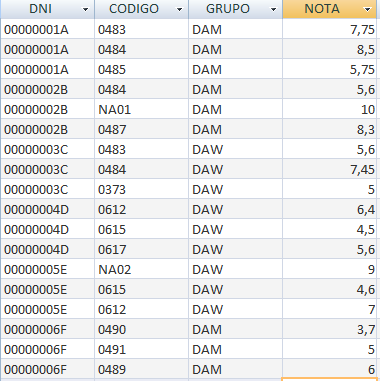 DNI CODIGO GRUPO NOTA
00000001A 0483 DAM 7,75
00000001A 0484 DAM 8,5
00000001A 0485 DAM 5,75
00000002B 0484 DAM 5,6
00000002B NA01 DAM 10
00000002B 0487 DAM 8,3
00000003C 0483 DAW 5,6
00000003C 0484 DAW 7,45
00000003C 0373 DAW 5
00000004D 0612 DAW 6,4
00000004D 0615 DAW 4,5
00000004D 0617 DAW 5,6
00000005E NA02 DAW 9
00000005E 0615 DAW 4,6
00000005E 0612 DAW 7
00000006F 0490 DAM 3,7
00000006F 0491 DAM 5
00000006F 0489 DAM 6